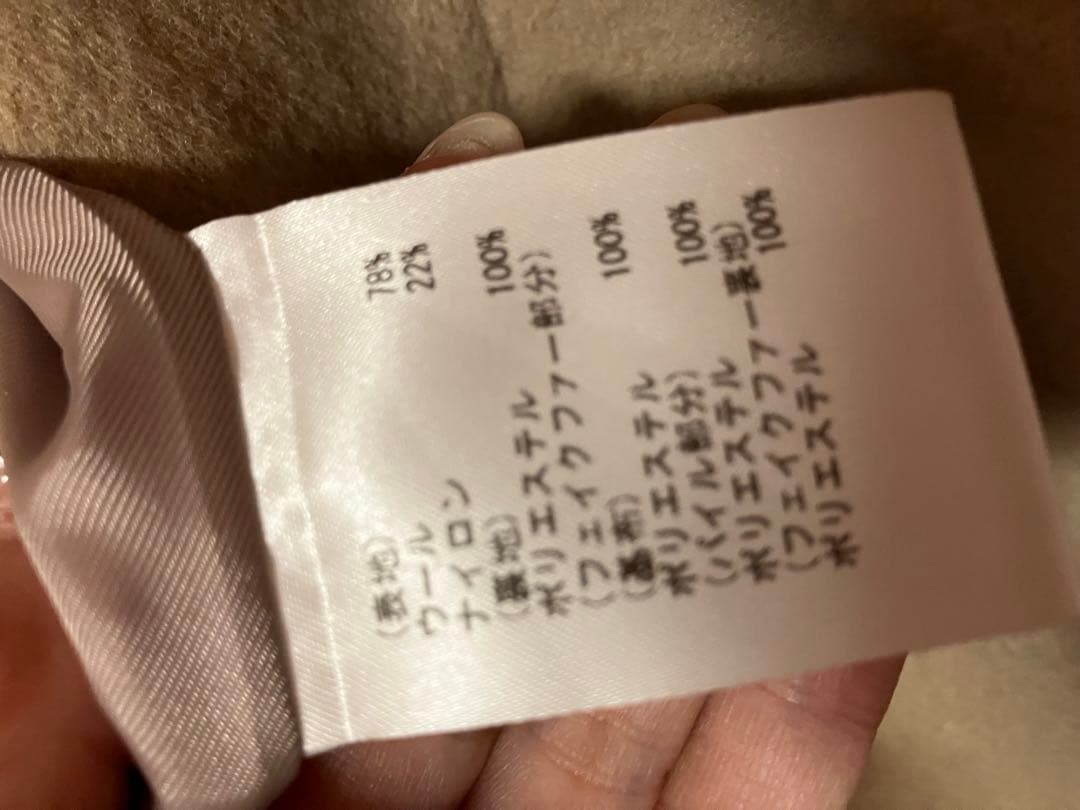 (表地)
ウール 78%
ナイロン 22%
(裏地)
ポリエステル 100%
(フェイクファー部分)
(基布)
ポリエステル 100%
(パイル部分)
ポリエステル 100%
(フェイクファー裏地)
ポリエステル 100%